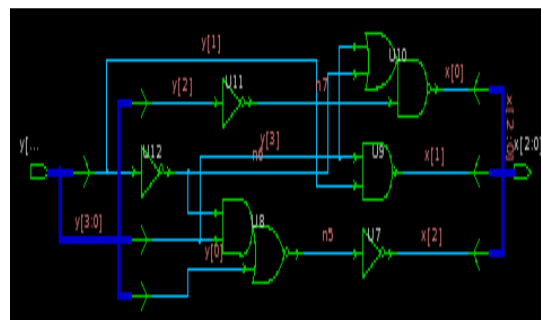 y[1]
U10
y[2]
U11
n7
x[0]
y[...
U12
y[3]
U9
x[1]
x[2:0]
y[3:0]
U8
y[0]
n5
U7
x[2]